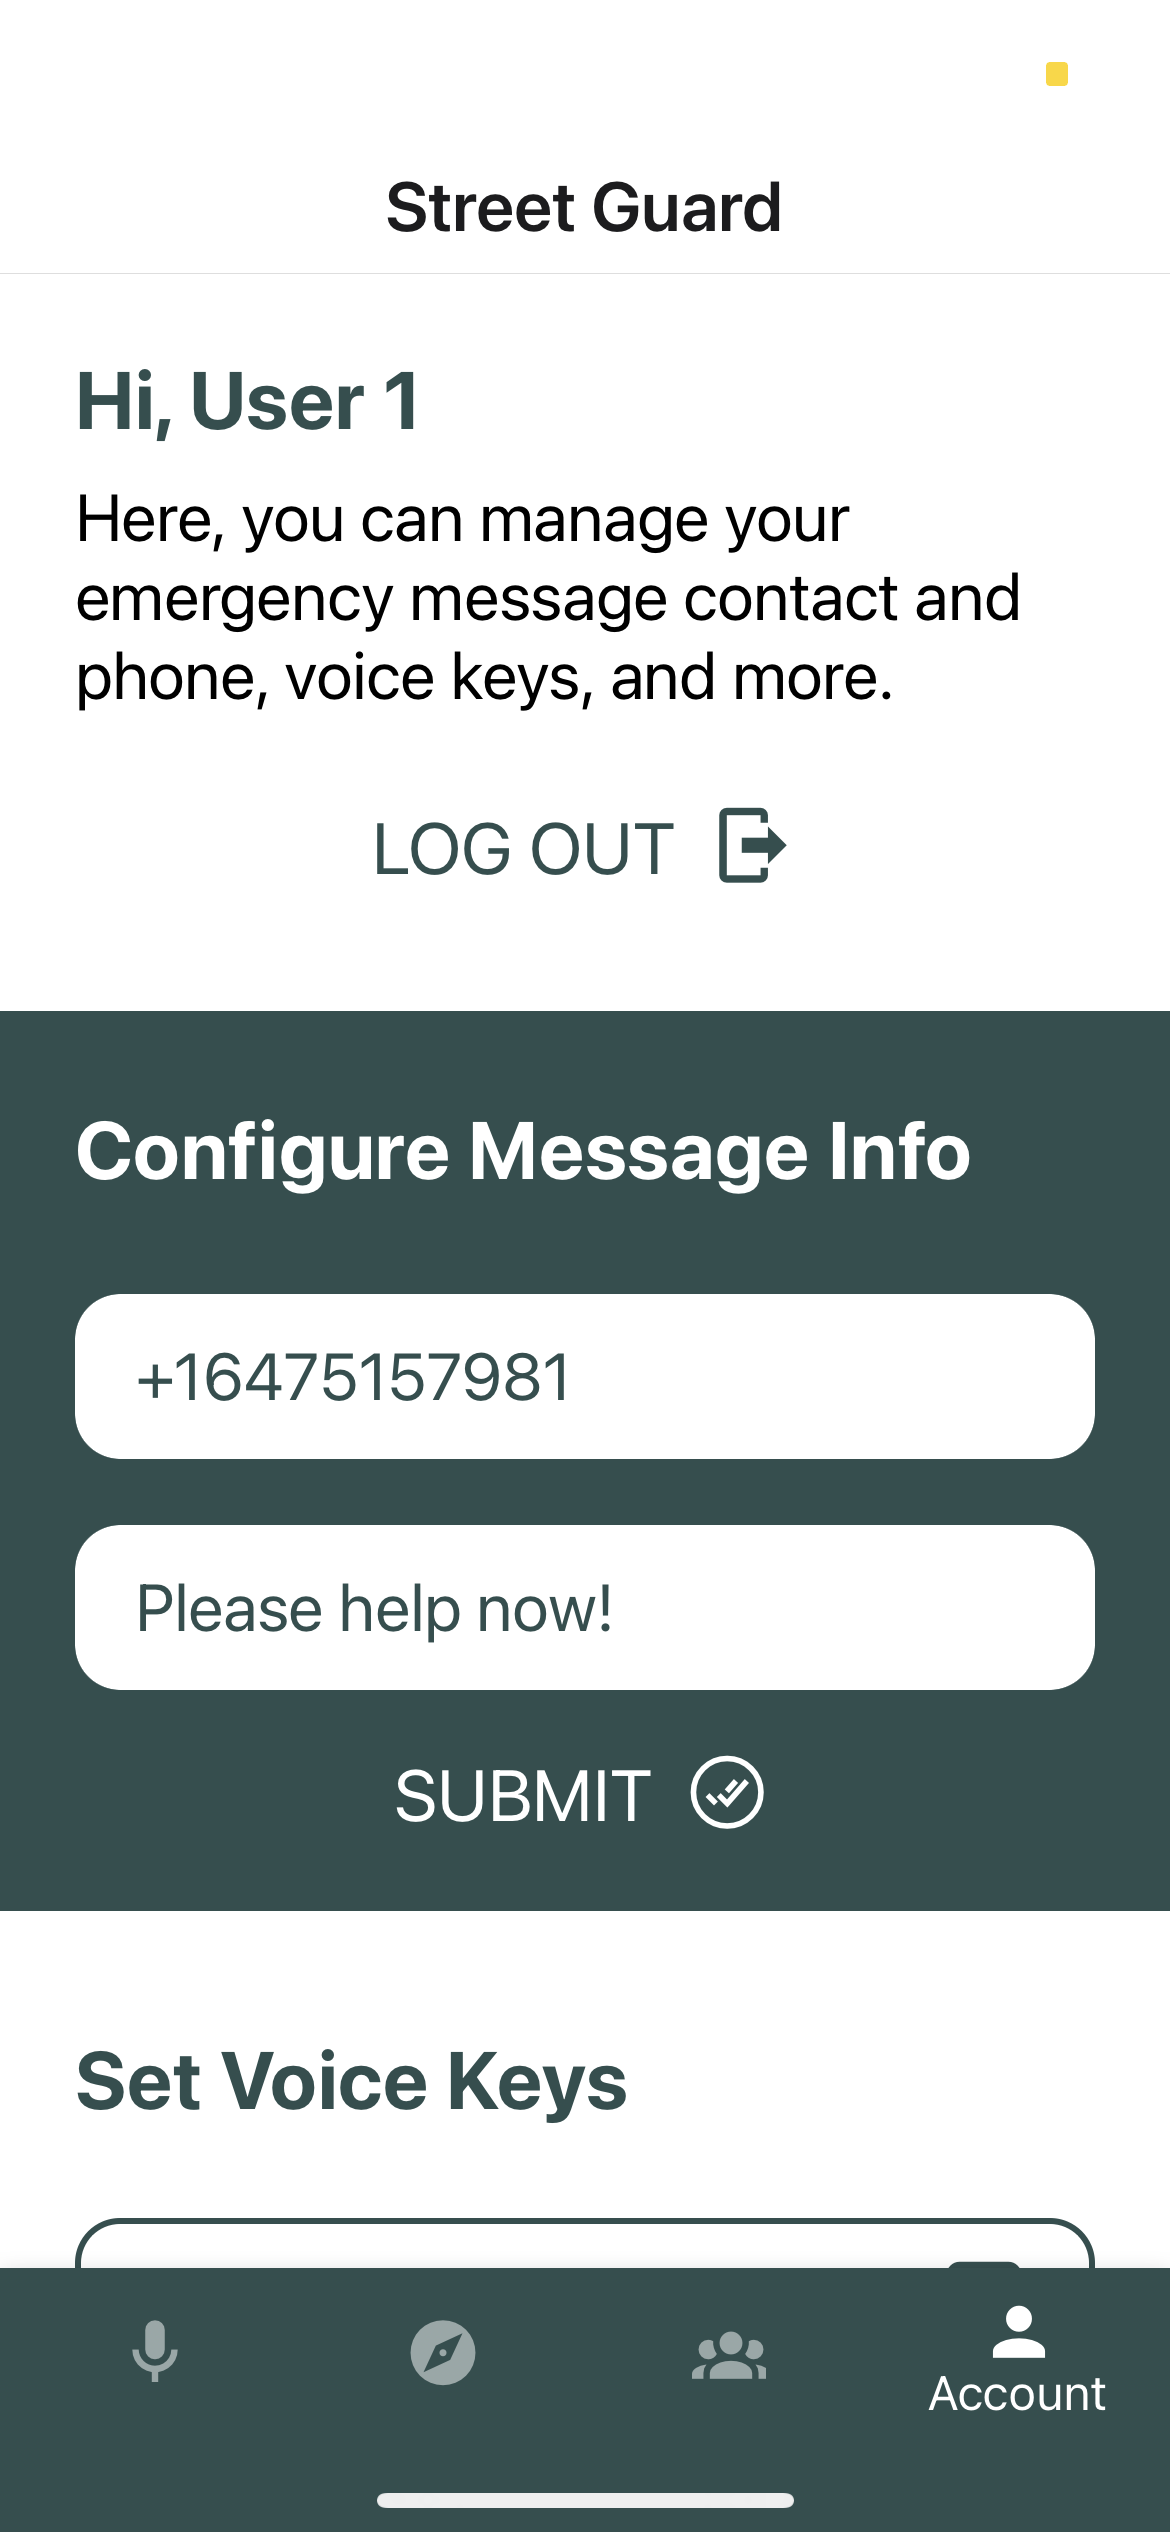 Street Guard
Hi, User 1
Here, you can manage your
emergency message contact and
phone, voice keys, and more.
LOG OUT
Configure Message Info
+16475157981
Please help now!
SUBMIT
Set Voice Keys
Account